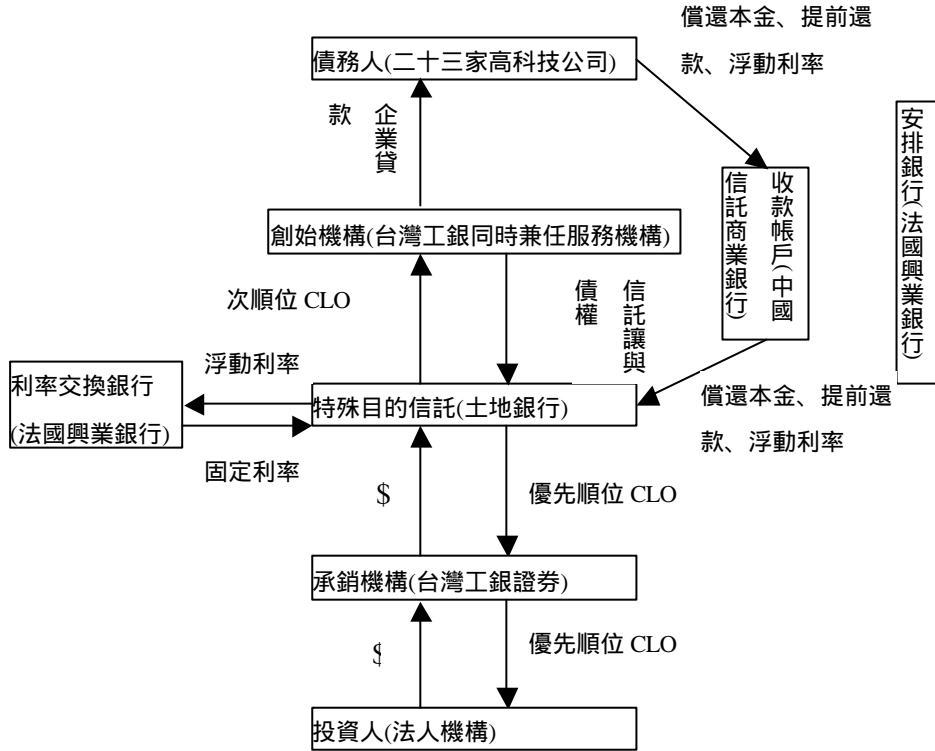 償還本金、提前還
款、浮動利率
債務人(二十三家高科技公司)
企業貸
款
安排銀行(法國興業銀行)
收款帳戶(中國
信託商業銀行)
創始機構(台灣工銀同時兼任服務機構)
次順位 CLO
信託讓與
債權
浮動利率
利率交換銀行
(法國興業銀行)
特殊目的信託(土地銀行)
償還本金、提前還
款、浮動利率
固定利率
$
優先順位 CLO
承銷機構(台灣工銀證券)
$
優先順位 CLO
投資人(法人機構)